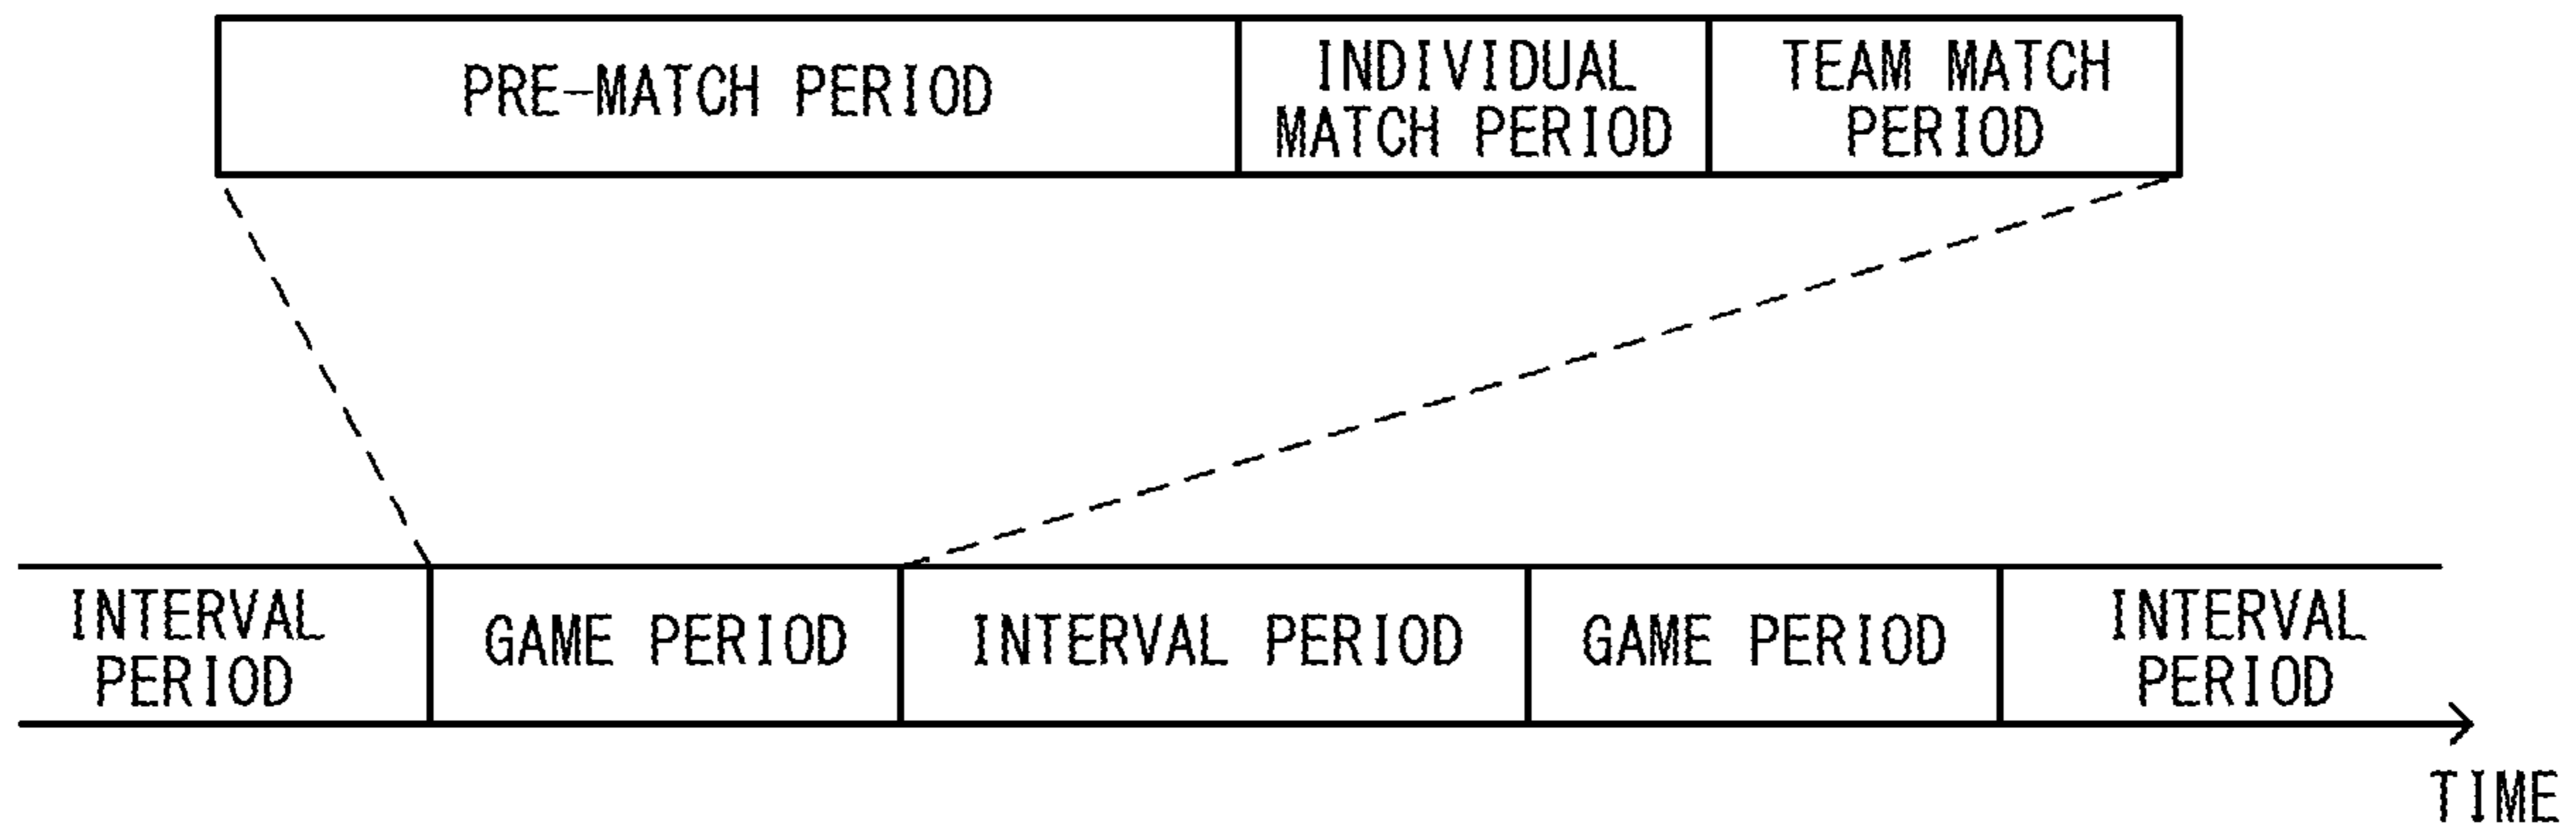 PRE-MATCH PERIOD
INDIVIDUAL
MATCH PERIOD
TEAM MATCH
PERIOD
INTERVAL
PERIOD
GAME PERIOD
INTERVAL PERIOD
GAME PERIOD
INTERVAL
PERIOD
TIME